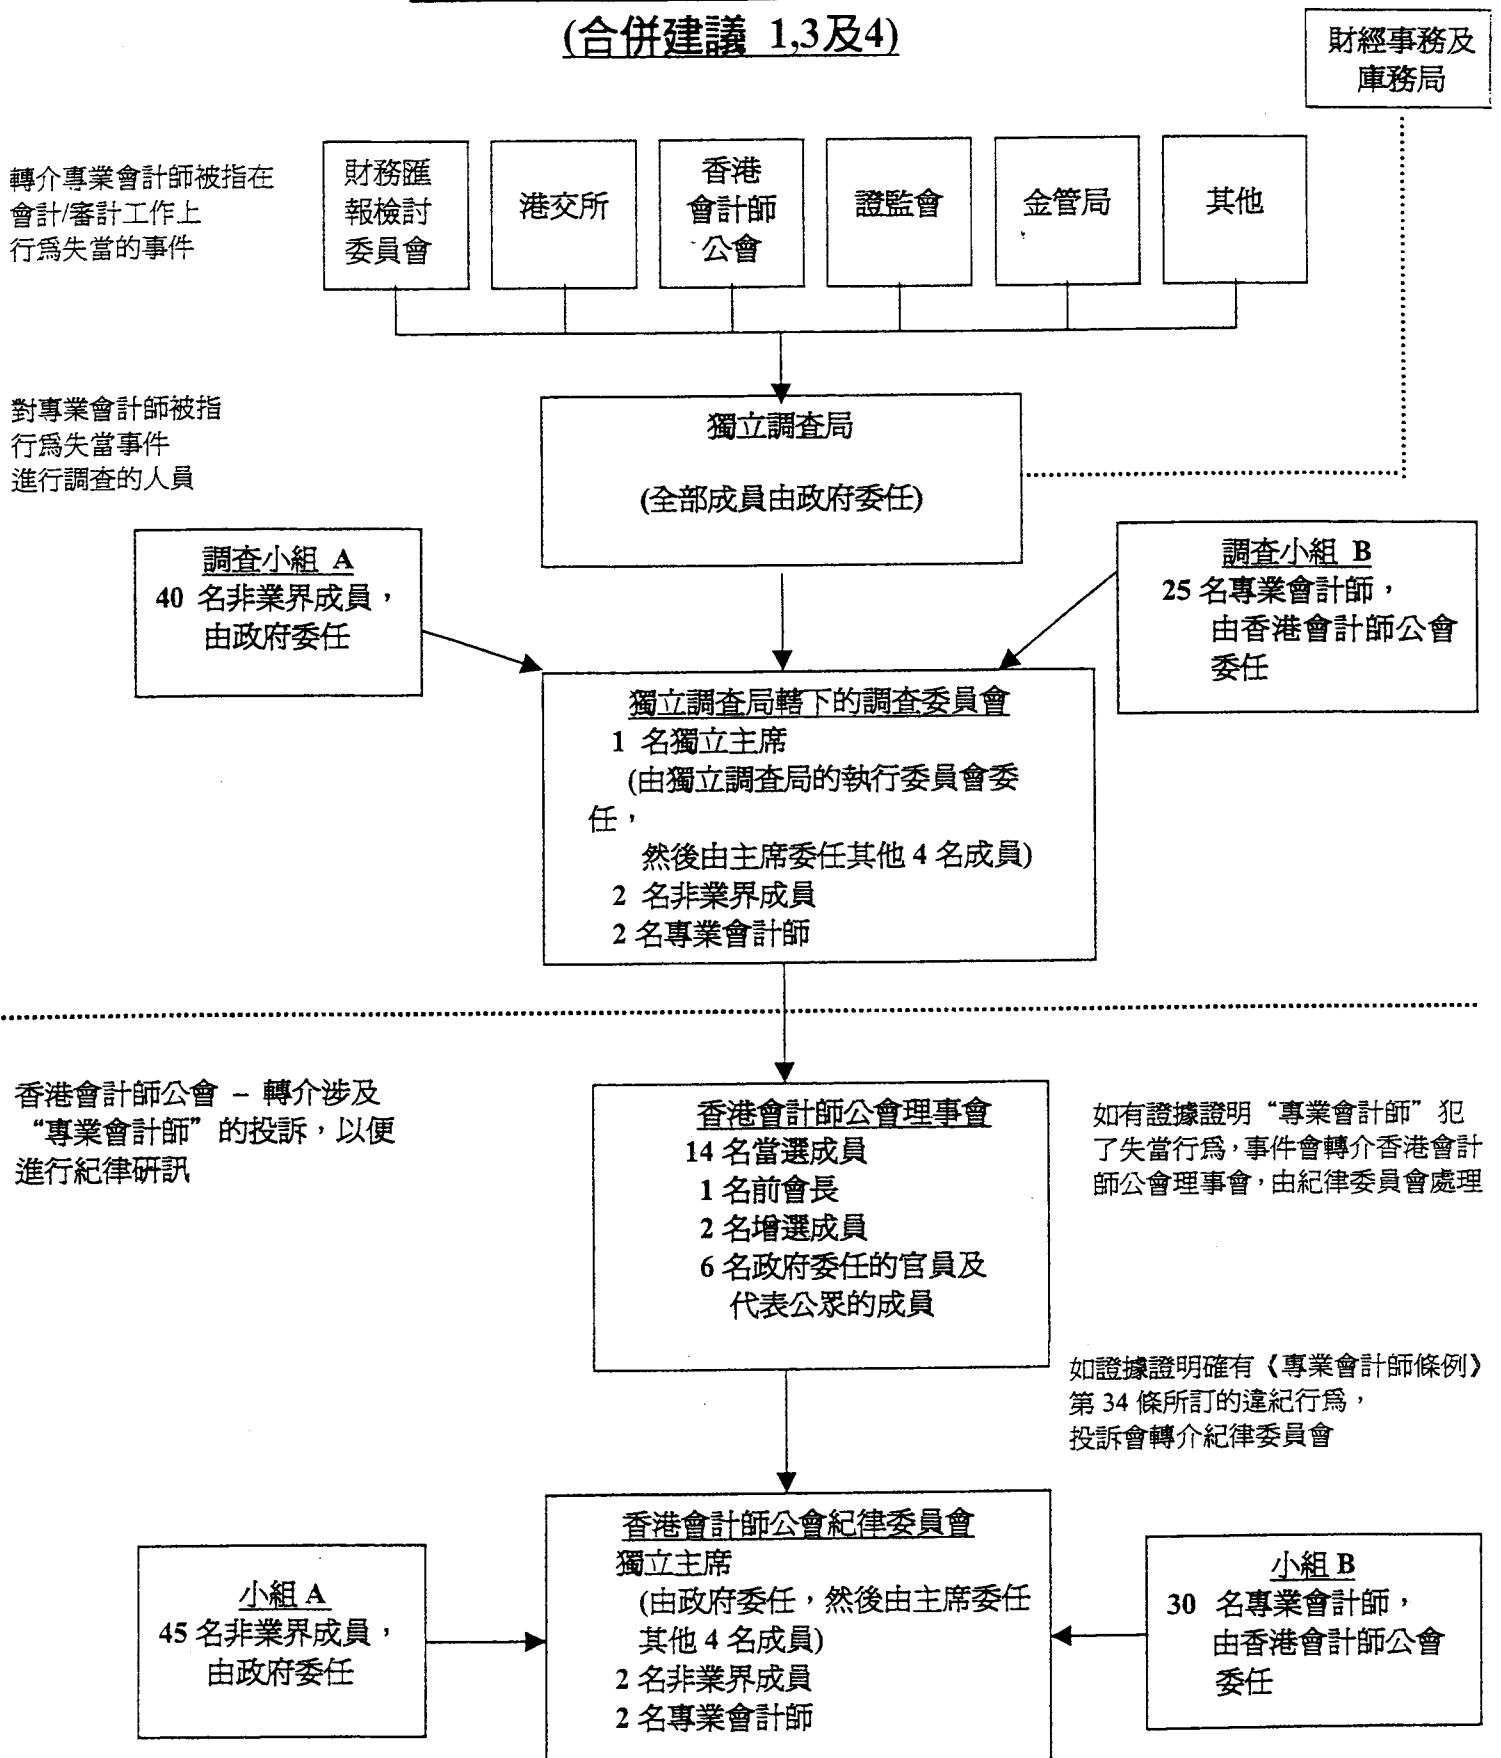 (合併建議 1,3及4)
財經事務及
庫務局
轉介專業會計師被指在
會計/審計工作上
行為失當的事件
財務匯
報檢討
委員會
港交所
香港
會計師
公會
證監會
金管局
其他
對專業會計師被指
行為失當事件
進行調查的人員
獨立調查局
(全部成員由政府委任)
調查小組 A
40 名非業界成員，
由政府委任
調查小組 B
25 名專業會計師，
由香港會計師公會
委任
獨立調查局轄下的調查委員會
1 名獨立主席
(由獨立調查局的執行委員會委
任，
然後由主席委任其他 4 名成員)
2 名非業界成員
2 名專業會計師
香港會計師公會 – 轉介涉及
“專業會計師”的投訴，以便
進行紀律研訊
香港會計師公會理事會
14 名當選成員
1 名前會長
2 名增選成員
6 名政府委任的官員及
代表公眾的成員
如有證據證明“專業會計師”犯
了失當行為，事件會轉介香港會計
師公會理事會，由紀律委員會處理
如證據證明確有《專業會計師條例》
第 34 條所訂的違紀行為，
投訴會轉介紀律委員會
香港會計師公會紀律委員會
獨立主席
(由政府委任，然後由主席委任
其他 4 名成員)
2 名非業界成員
2 名專業會計師
小組 A
45 名非業界成員，
由政府委任
小組 B
30 名專業會計師，
由香港會計師公會
委任